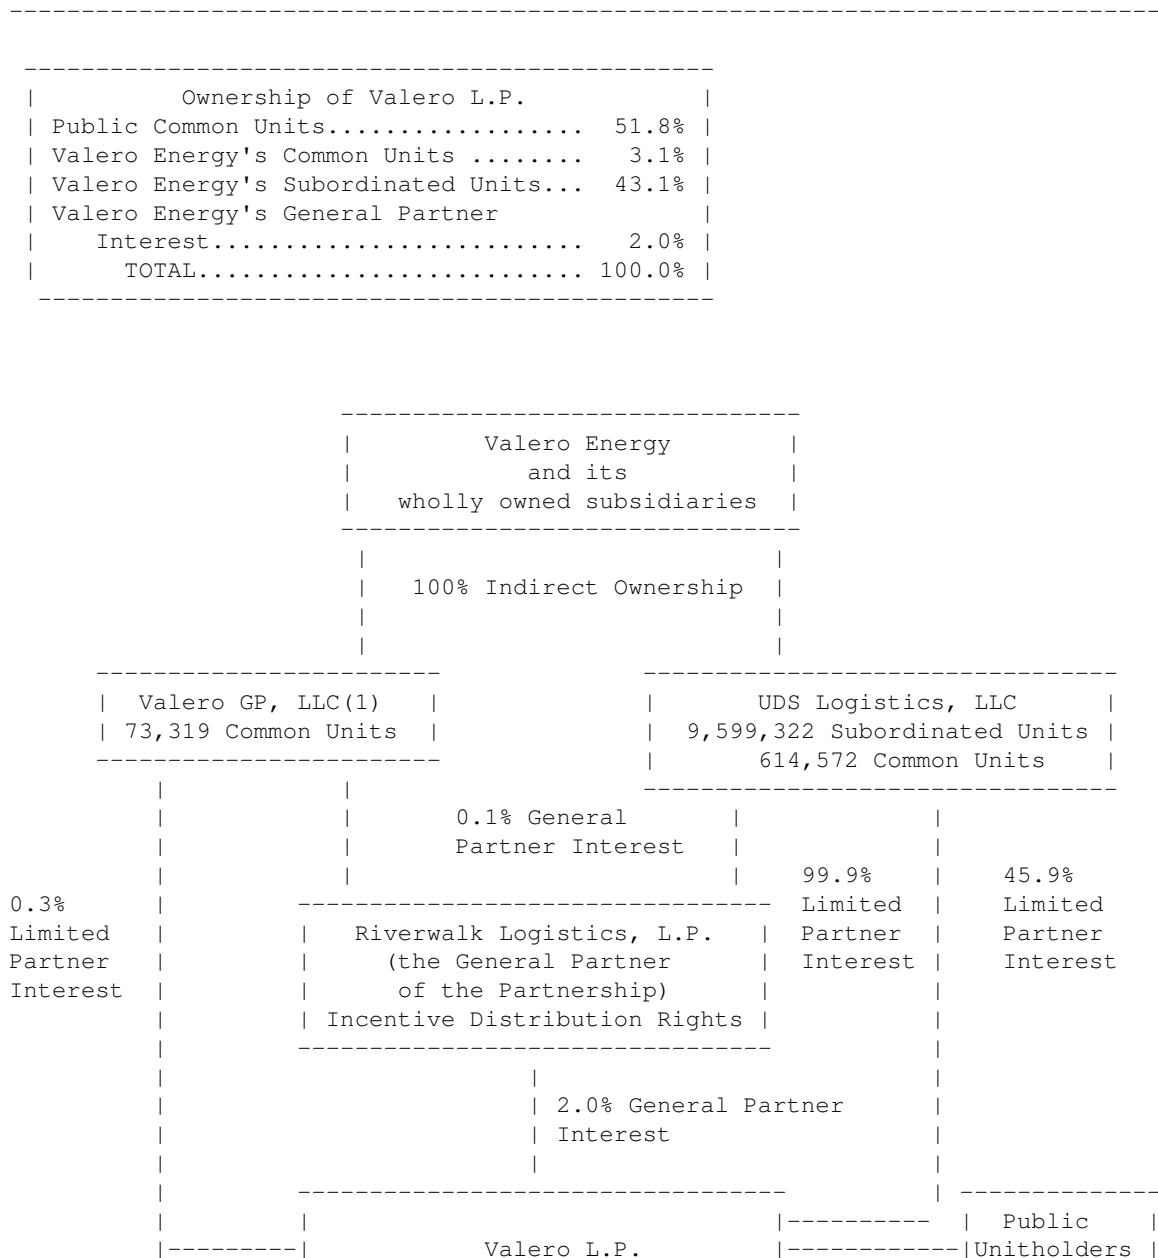 Ownership of Valero L.P.
Public Common Units.................. 51.8%
Valero Energy's Common Units ........ 3.1%
Valero Energy's Subordinated Units... 43.1%
Valero Energy's General Partner
Interest.......................... 2.0%
TOTAL........................... 100.0%
Valero Energy
and its
wholly owned subsidiaries
100% Indirect Ownership
Valero GP, LLC(1)
73,319 Common Units
UDS Logistics, LLC
9,599,322 Subordinated Units
614,572 Common Units
0.1% General
Partner Interest
0.3%
Limited
Partner
Interest
Riverwalk Logistics, L.P.
(the General Partner
of the Partnership)
Incentive Distribution Rights
99.9%
Limited
Partner
Interest
45.9%
Limited
Partner
Interest
2.0% General Partner
Interest
Valero L.P.
Public
Unitholders